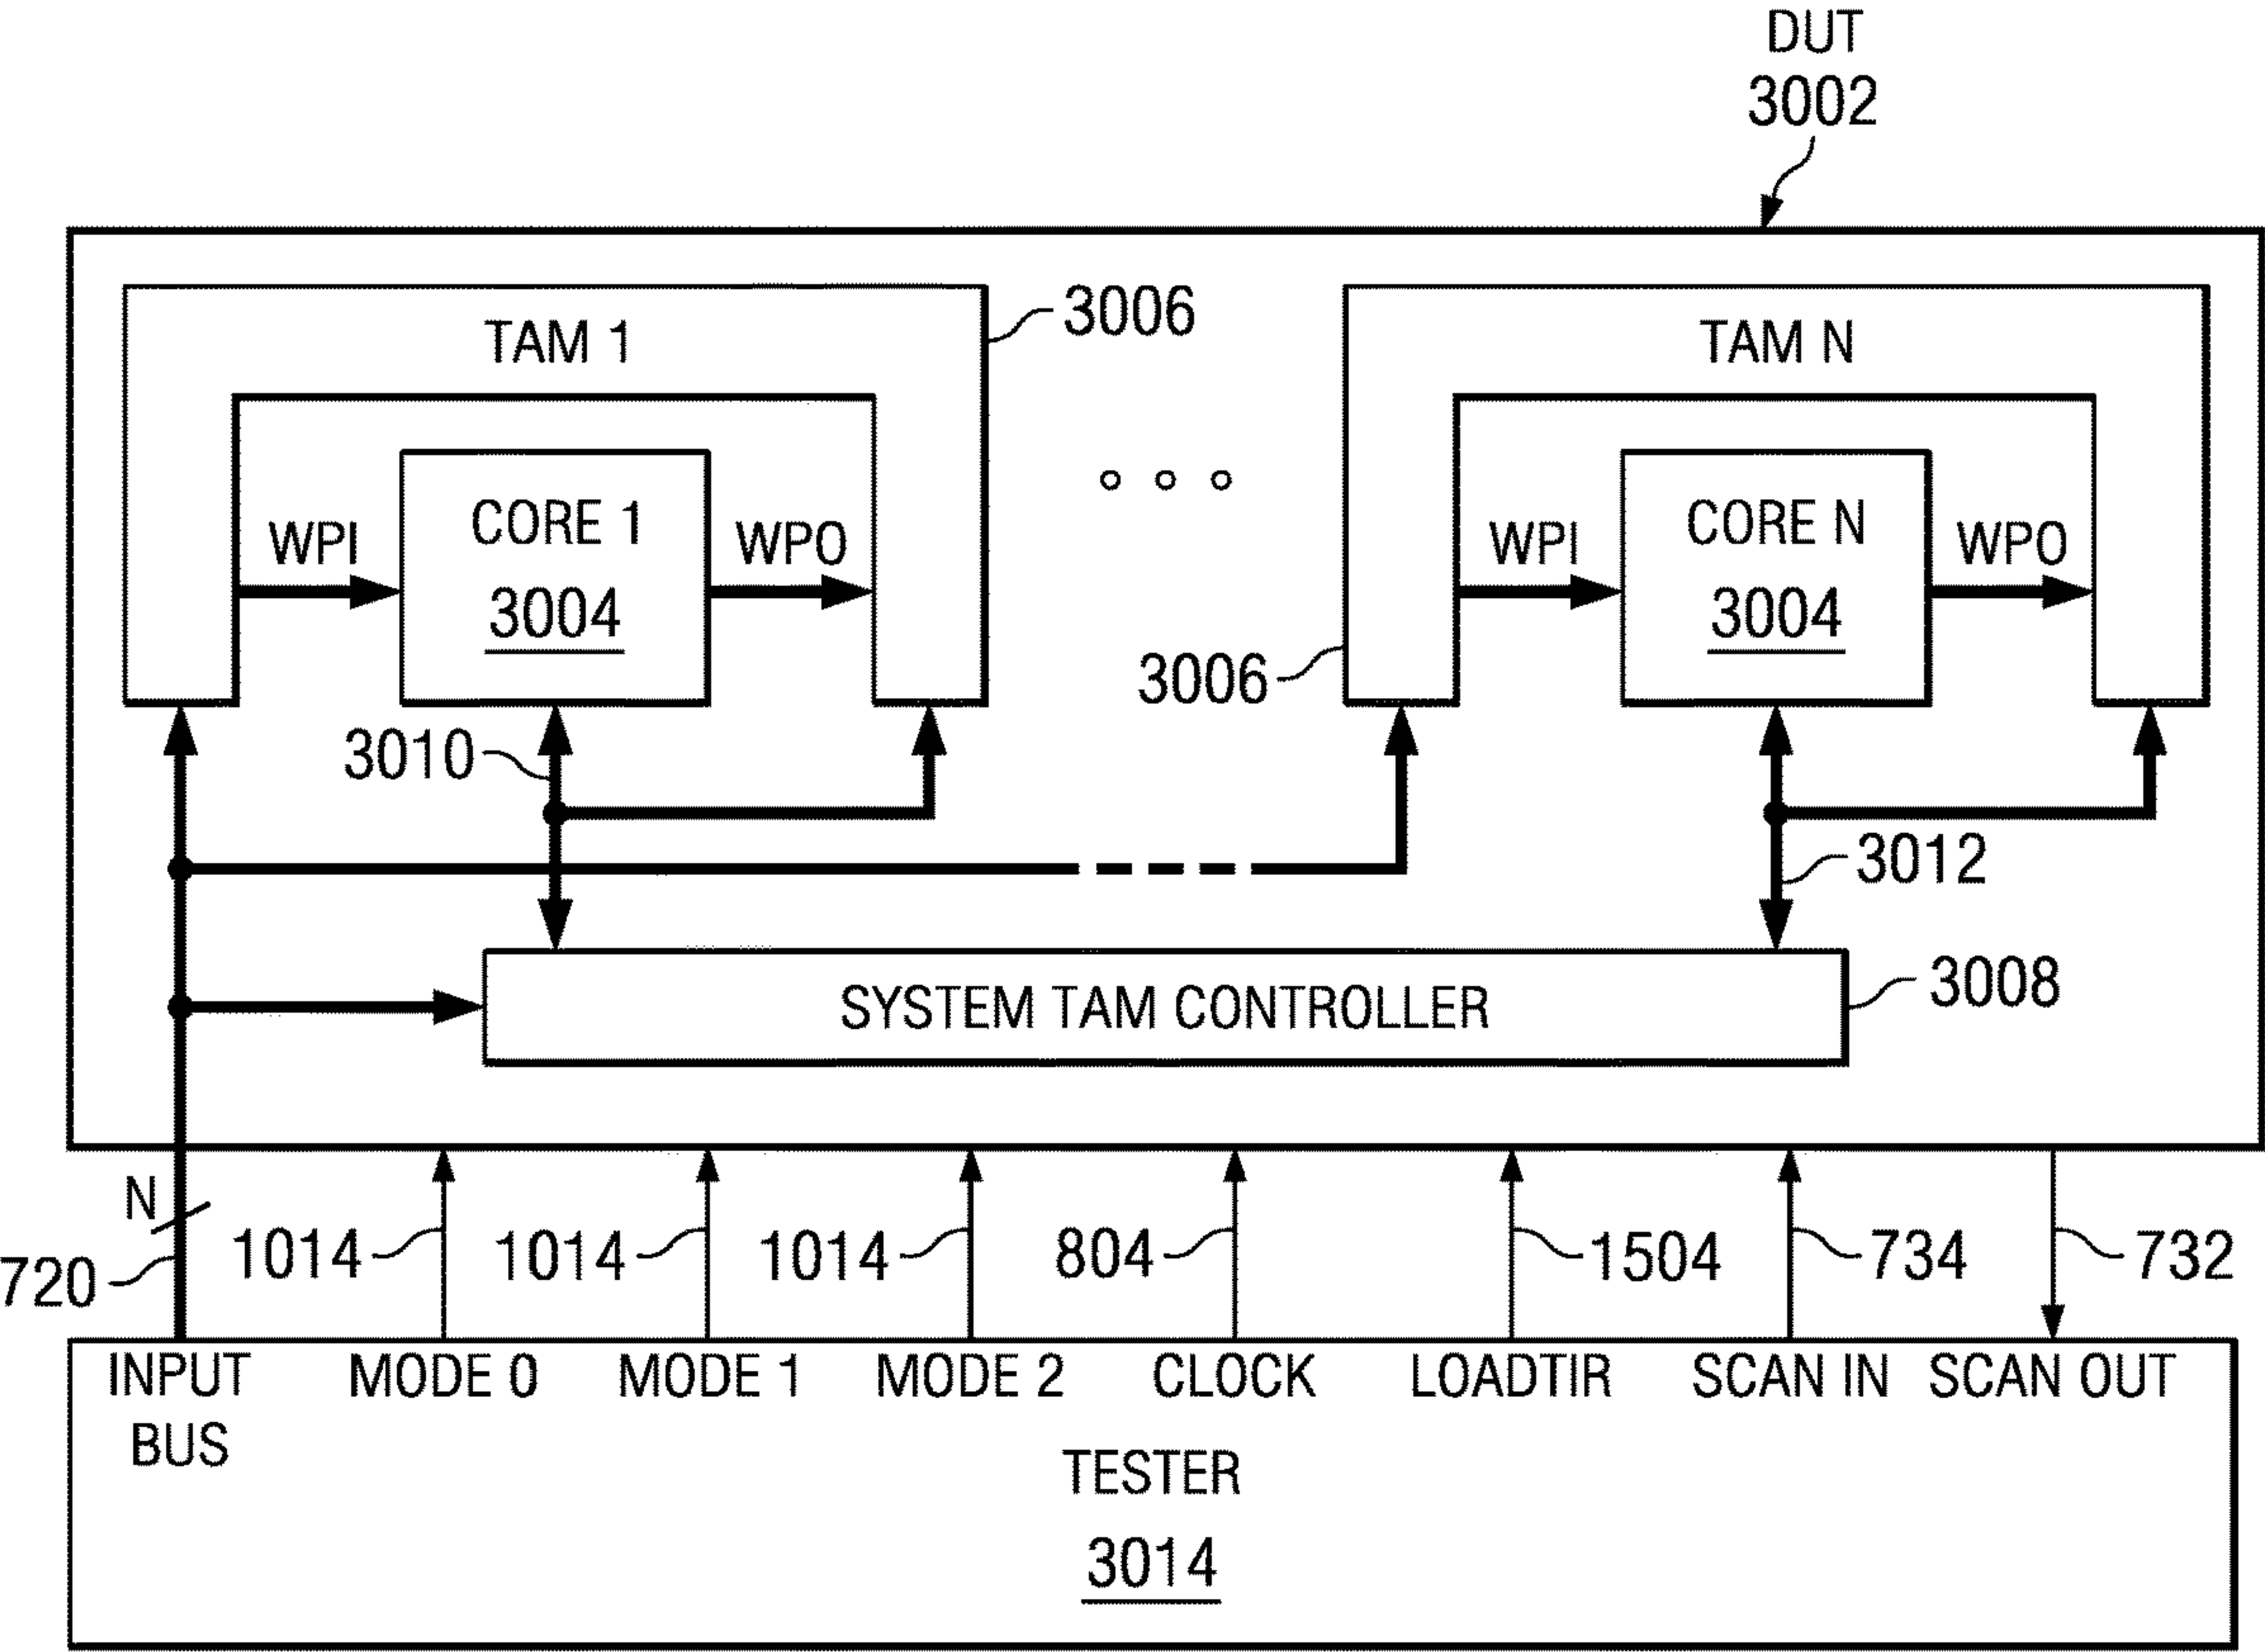 DUT
3002
TAM 1
3006
TAM N
CORE 1
3004
WPI
WPO
CORE N
3004
WPI
WPO
3006
3010
3012
SYSTEM TAM CONTROLLER
3008
N
720
1014
1014
1014
804
1504
734
732
INPUT BUS
MODE 0
MODE 1
MODE 2
CLOCK
LOADTIR
SCAN IN
SCAN OUT
TESTER
3014